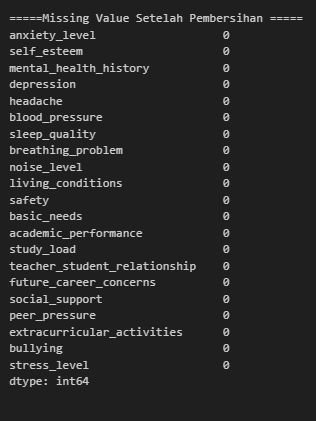 =====Missing Value Setelah Pembersihan =====
anxiety_level 0
self_esteem 0
mental_health_history 0
depression 0
headache 0
blood_pressure 0
sleep_quality 0
breathing_problem 0
noise_level 0
living_conditions 0
safety 0
basic_needs 0
academic_performance 0
study_load 0
teacher_student_relationship 0
future_career_concerns 0
social_support 0
peer_pressure 0
extracurricular_activities 0
bullying 0
stress_level 0
dtype: int64